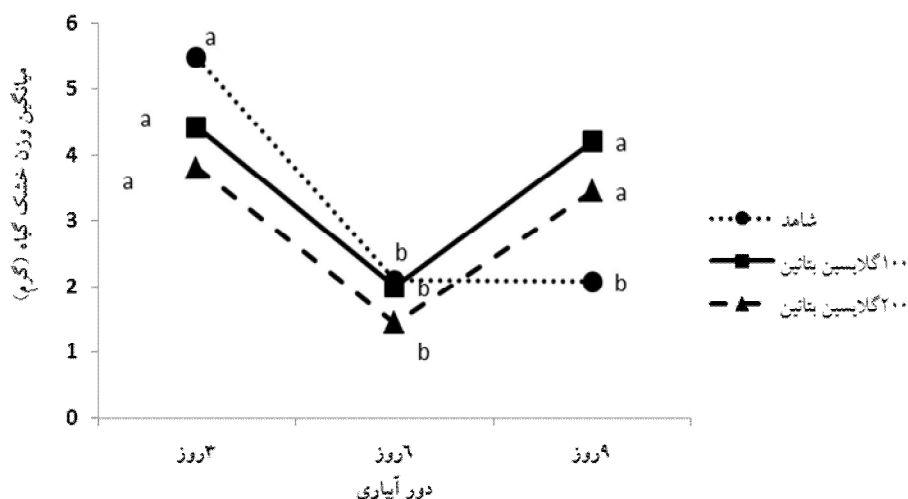 میانگین وزن خشک گیاه (گرم)
6
5
4
3
2
1
0
a
a
a
b
b
b
a
a
b
۳روز
٦روز
۹روز
دور آبیاری
شاهد
۱۰۰گلایسین بتائین
۲۰۰گلایسین بتائین